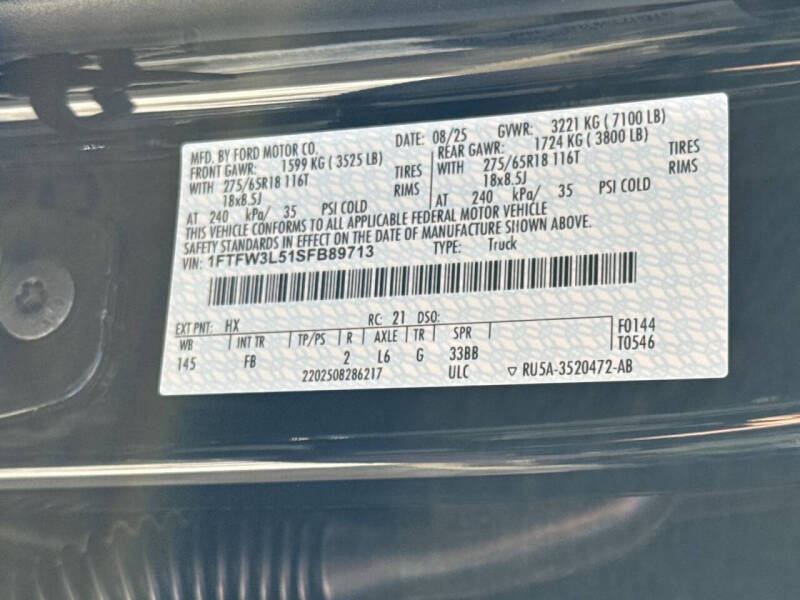 MFD. BY FORD MOTOR CO. DATE: 08/25 GVWR: 3221 KG ( 7100 LB)
FRONT GAWR: 1599 KG ( 3525 LB) REAR GAWR: 1724 KG ( 3800 LB)
WITH 275/65R18 116T TIRES 275/65R18 116T TIRES
18x8.5J RIMS 18x8.5J RIMS
AT 240 kPa/ 35 PSI COLD AT 240 kPa/ 35 PSI COLD
THIS VEHICLE CONFORMS TO ALL APPLICABLE FEDERAL MOTOR VEHICLE
SAFETY STANDARDS IN EFFECT ON THE DATE OF MANUFACTURE SHOWN ABOVE.
VIN: 1FTFW3L51SFB89713 TYPE: Truck
EXT PNT: HX RC: 21 DSO:
WB INT TR TP/PS R AXLE TR SPR F0144
145 FB 2 L6 G 33BB T0546
2202508286217 ULC ▽ RU5A-3520472-AB